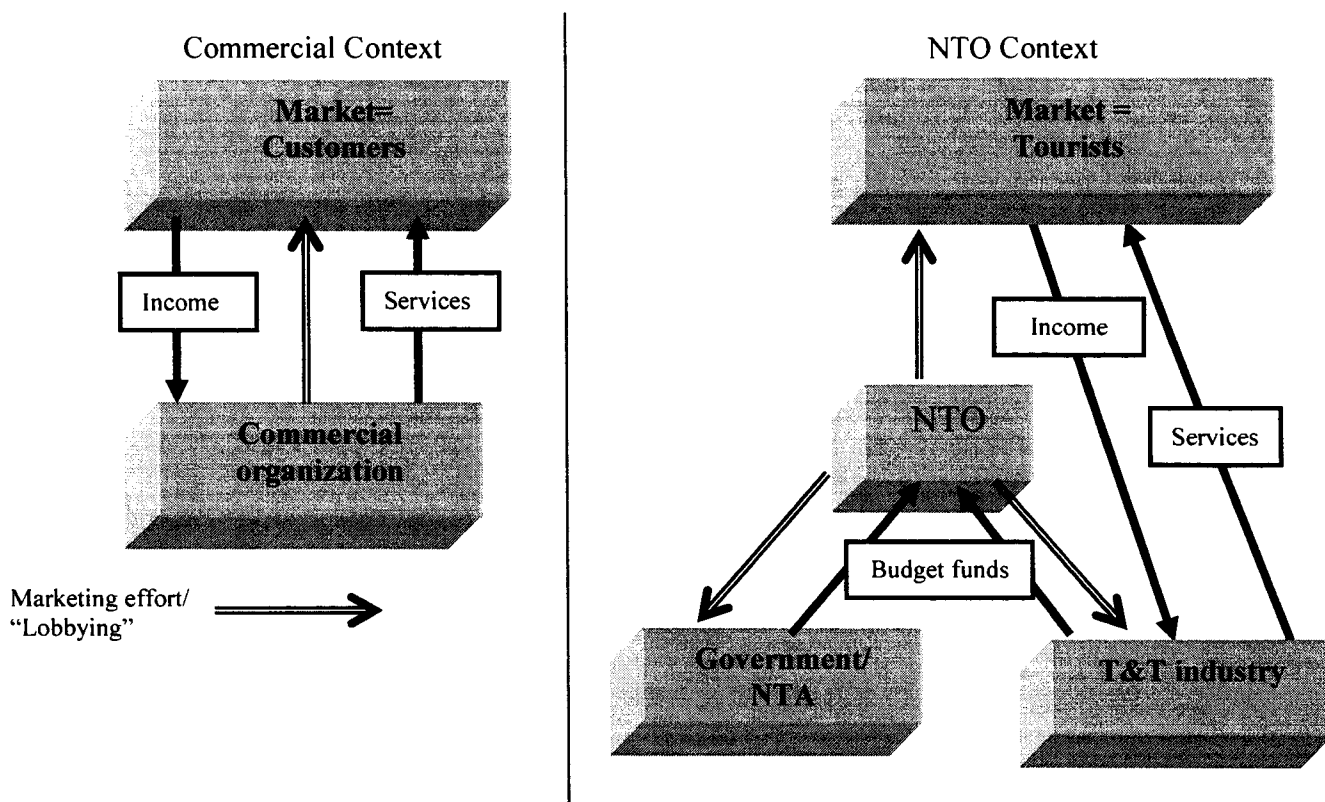 Commercial Context
Market=
Customers
Income
Services
Commercial
organization
Marketing effort/
“Lobbying”
NTO Context
Market =
Tourists
Income
Services
NTO
Budget funds
Government/
NTA
T&T industry